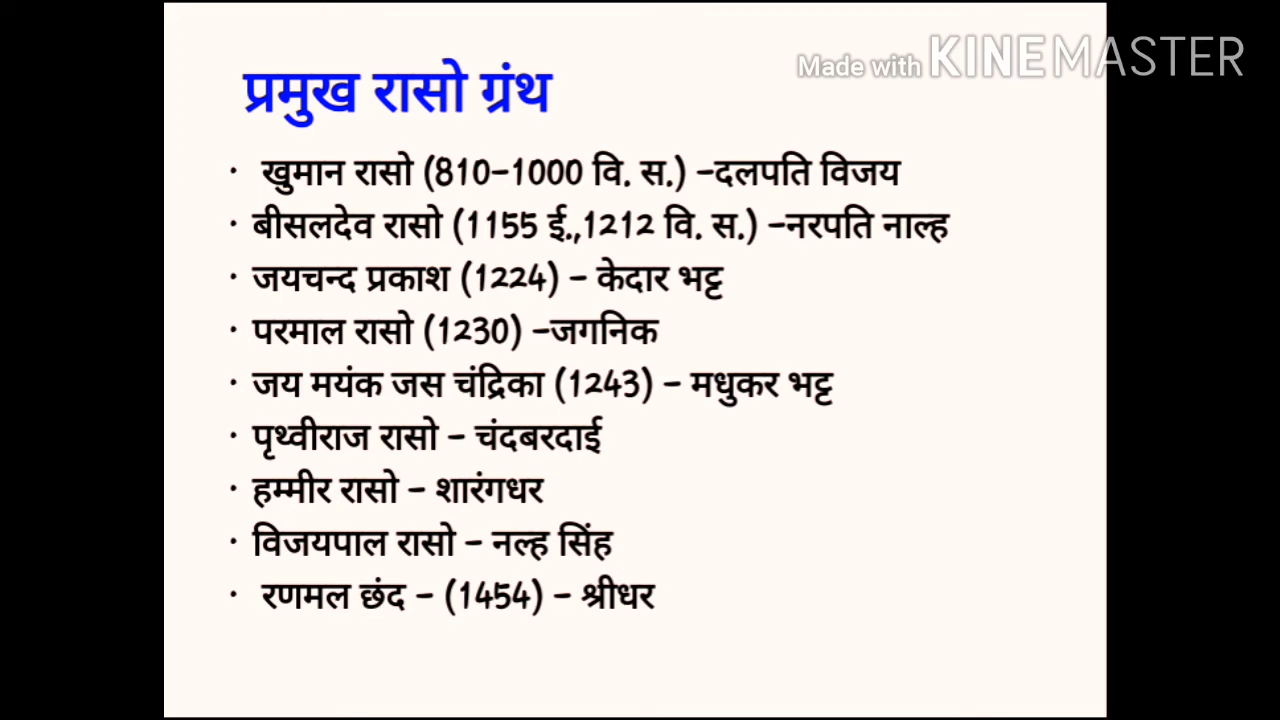 Made with KINEMASTER
प्रमुख रासो ग्रंथ
· खुमान रासो (810-1000 वि. स.) -दलपति विजय
· बीसलदेव रासो (1155 ई.,1212 वि. स.) -नरपति नाल्ह
· जयचन्द प्रकाश (1224) - केदार भट्ट
· परमाल रासो (1230) -जगनिक
· जय मयंक जस चंद्रिका (1243) - मधुकर भट्ट
· पृथ्वीराज रासो - चंदबरदाई
· हम्मीर रासो - शारंगधर
· विजयपाल रासो - नल्ह सिंह
· रणमल छंद - (1454) - श्रीधर